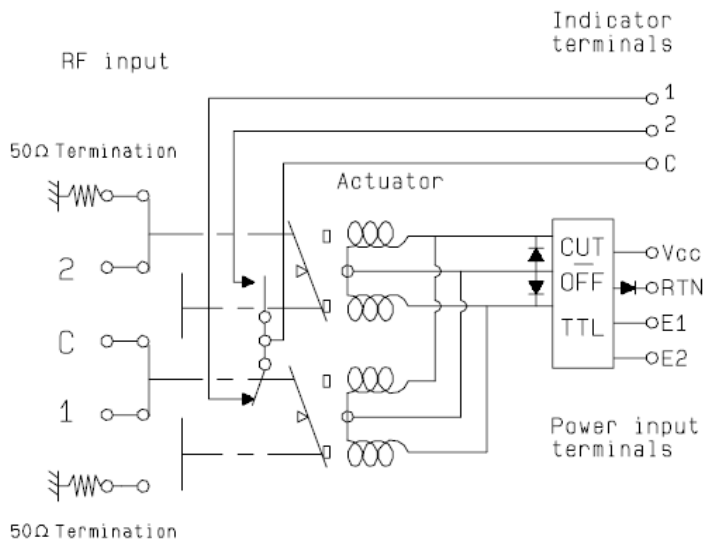 Indicator
terminals
RF input
1
2
C
50Ω Termination
Actuator
2
C
1
CUT
OFF
TTL
Vcc
RTN
E1
E2
Power input
terminals
50Ω Termination